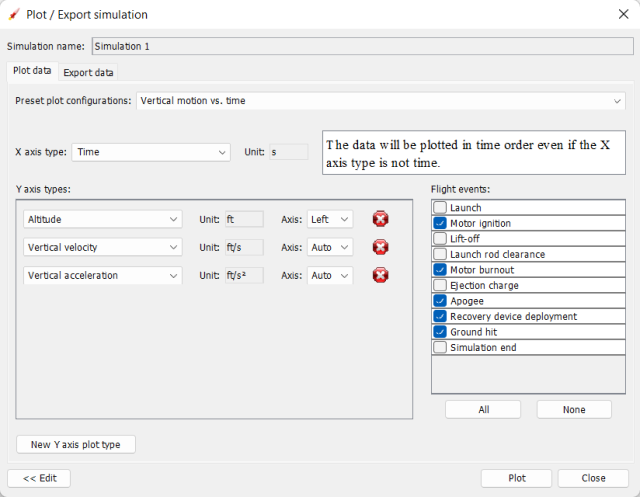 Plot / Export simulation
Simulation name: Simulation 1
Plot data Export data
Preset plot configurations: Vertical motion vs. time
X axis type: Time Unit: s
The data will be plotted in time order even if the X
axis type is not time.
Y axis types:
Altitude Unit: ft Axis: Left
Vertical velocity Unit: ft/s Axis: Auto
Vertical acceleration Unit: ft/s² Axis: Auto
Flight events:
Launch
Motor ignition
Lift-off
Launch rod clearance
Motor burnout
Ejection charge
Apogee
Recovery device deployment
Ground hit
Simulation end
All None
New Y axis plot type
<< Edit Plot Close